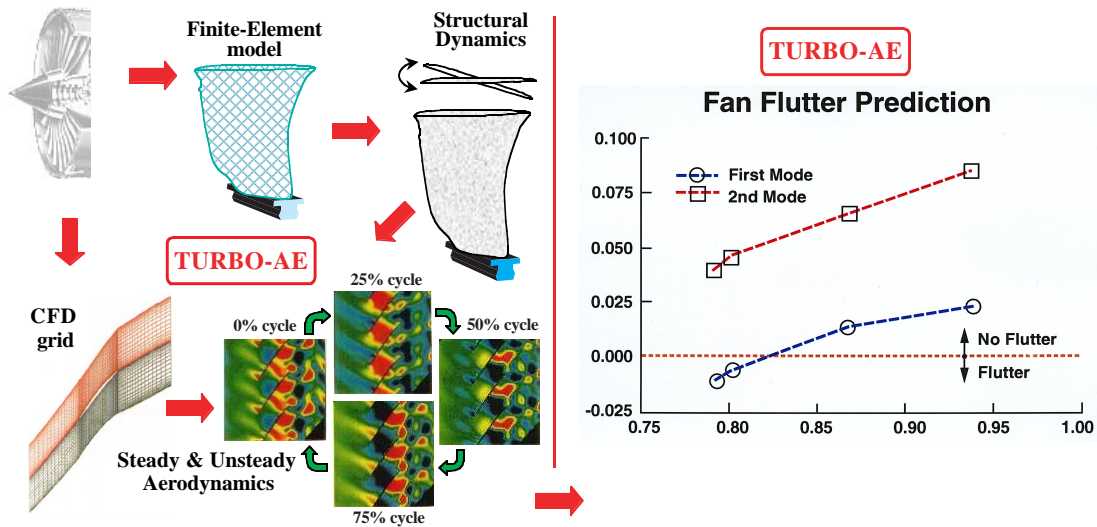 Finite-Element
model
Structural
Dynamics
TURBO-AE
CFD
grid
0% cycle
25% cycle
50% cycle
75% cycle
Steady & Unsteady
Aerodynamics
TURBO-AE
Fan Flutter Prediction
0.100
0.075
0.050
0.025
0.000
-0.025
First Mode
2nd Mode
No Flutter
Flutter
0.75
0.80
0.85
0.90
0.95
1.00